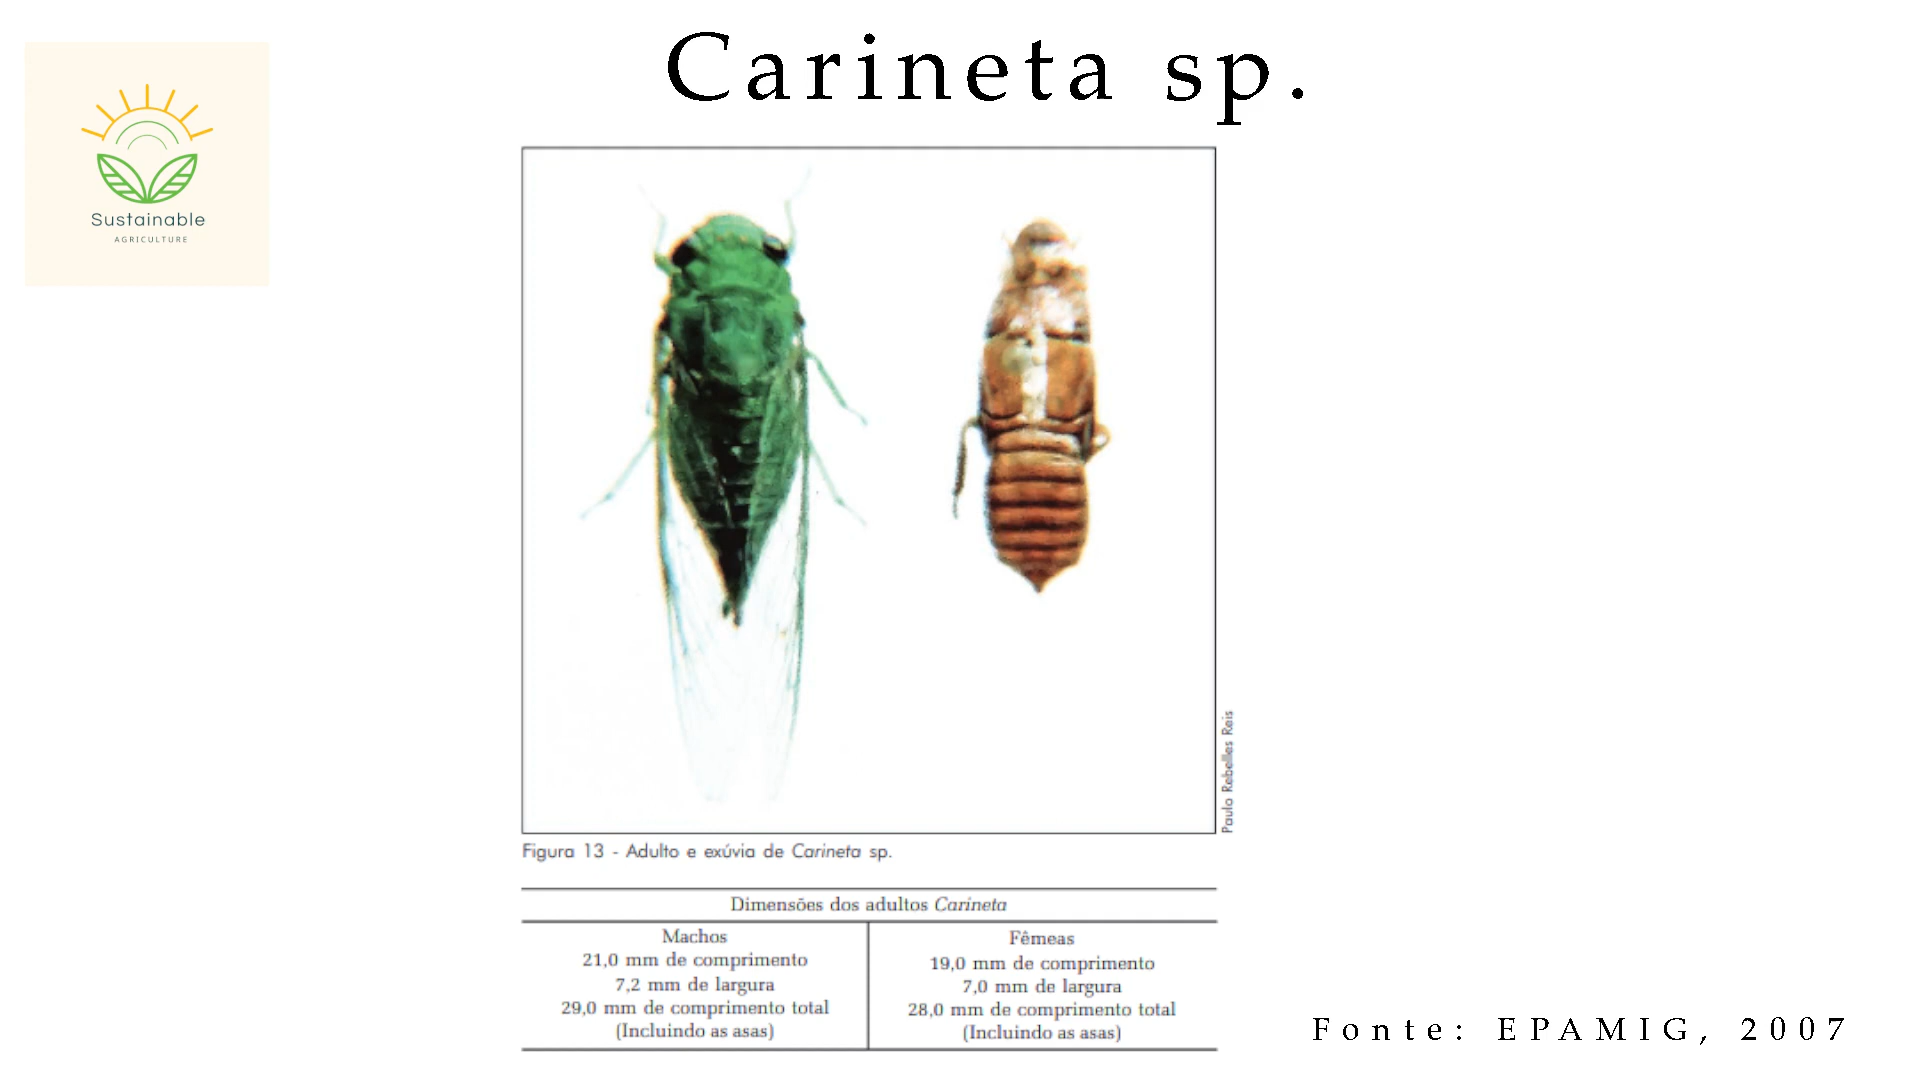 Carineta sp.
Sustainable
AGRICULTURE
Paulo Rebelles Reis
Figura 13 - Adulto e exúvia de Carineta sp.
Dimensões dos adultos Carineta
Machos
21,0 mm de comprimento
7,2 mm de largura
29,0 mm de comprimento total
(Incluindo as asas)
Fêmeas
19,0 mm de comprimento
7,0 mm de largura
28,0 mm de comprimento total
(Incluindo as asas)
Fonte: EPAMIG, 2007